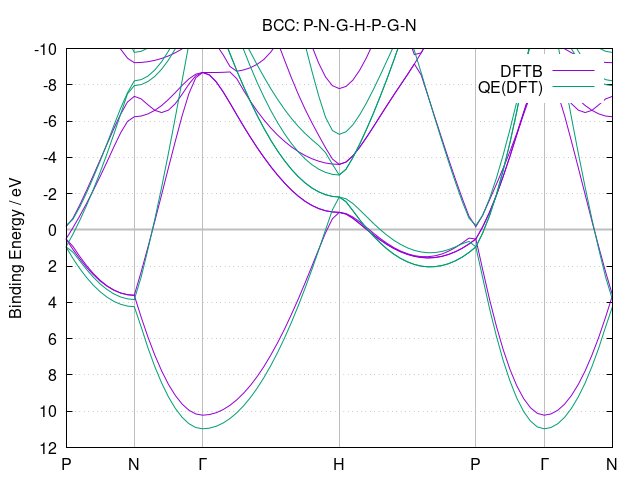 BCC: P-N-G-H-P-G-N
-10
DFTB
-8
QE(DFT)
-6
-4
-2
0
2
4
6
8
10
12
Binding Energy / eV
P N Γ H P Γ N